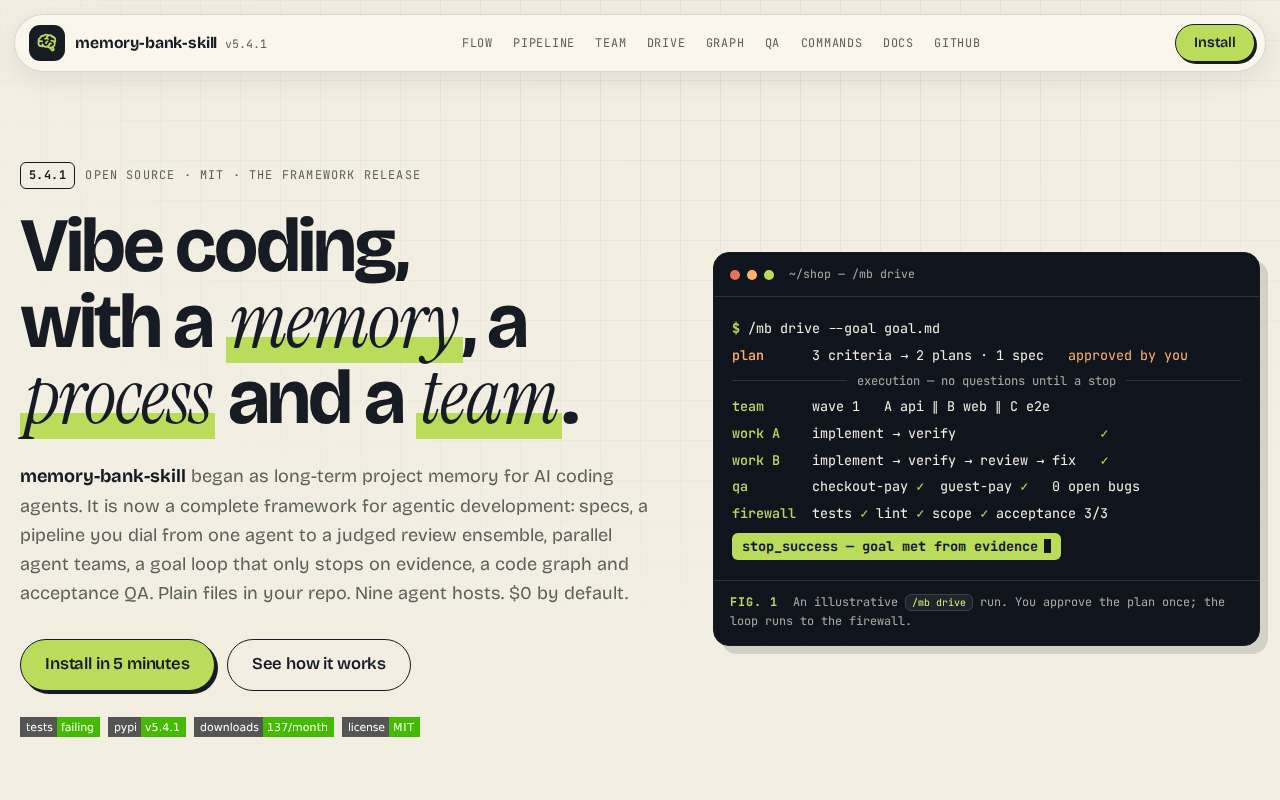 memory-bank-skill v5.4.1
FLOW PIPELINE TEAM DRIVE GRAPH QA COMMANDS DOCS GITHUB
Install
5.4.1 OPEN SOURCE · MIT · THE FRAMEWORK RELEASE
Vibe coding,
with a memory, a
process and a team.
memory-bank-skill began as long-term project memory for AI coding
agents. It is now a complete framework for agentic development: specs, a
pipeline you dial from one agent to a judged review ensemble, parallel
agent teams, a goal loop that only stops on evidence, a code graph and
acceptance QA. Plain files in your repo. Nine agent hosts. $0 by default.
Install in 5 minutes
See how it works
tests failing
pypi v5.4.1
downloads 137/month
license MIT
~/shop — /mb drive
$ /mb drive --goal goal.md
plan 3 criteria → 2 plans · 1 spec approved by you
execution — no questions until a stop
team wave 1 A api ∥ B web ∥ C e2e
work A implement → verify ✓
work B implement → verify → review → fix ✓
qa checkout-pay ✓ guest-pay ✓ 0 open bugs
firewall tests ✓ lint ✓ scope ✓ acceptance 3/3
stop_success — goal met from evidence
FIG. 1 An illustrative /mb drive run. You approve the plan once; the
loop runs to the firewall.